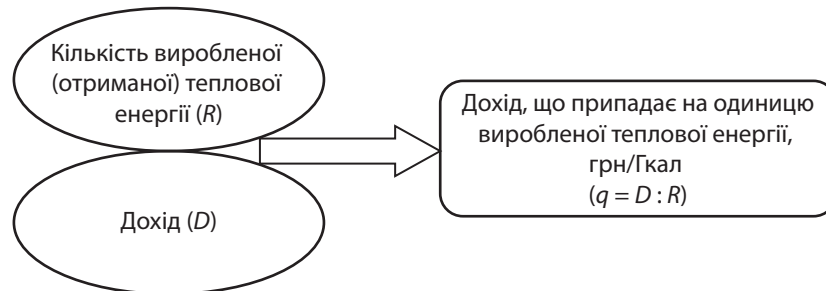 Кількість виробленої
(отриманої) теплової
енергії (R)
Дохід (D)
Дохід, що припадає на одиницю
виробленої теплової енергії,
грн/Гкал
(q = D : R)